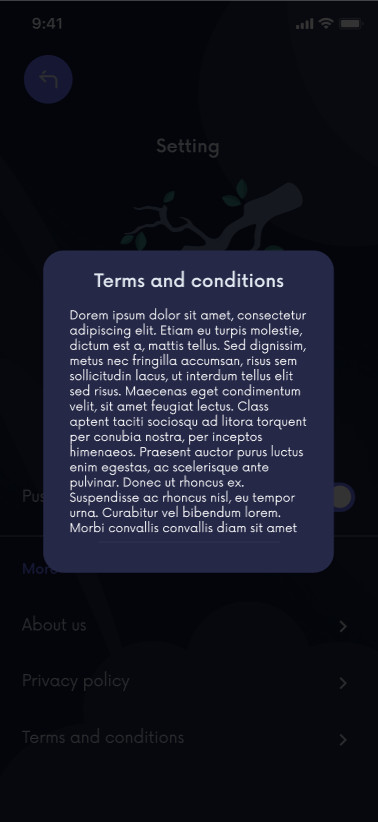 9:41
Setting
Terms and conditions
Dorem ipsum dolor sit amet, consectetur
adipiscing elit. Etiam eu turpis molestie,
dictum est a, mattis tellus. Sed dignissim,
metus nec fringilla accumsan, risus sem
sollicitudin lacus, ut interdum tellus elit
sed risus. Maecenas eget condimentum
velit, sit amet feugiat lectus. Class
aptent taciti sociosqu ad litora torquent
per conubia nostra, per inceptos
himenaeos. Praesent auctor purus luctus
enim egestas, ac scelerisque ante
pulvinar. Donec ut rhoncus ex.
Suspendisse ac rhoncus nisl, eu tempor
urna. Curabitur vel bibendum lorem.
Morbi convallis convallis diam sit amet
More
About us
Privacy policy
Terms and conditions